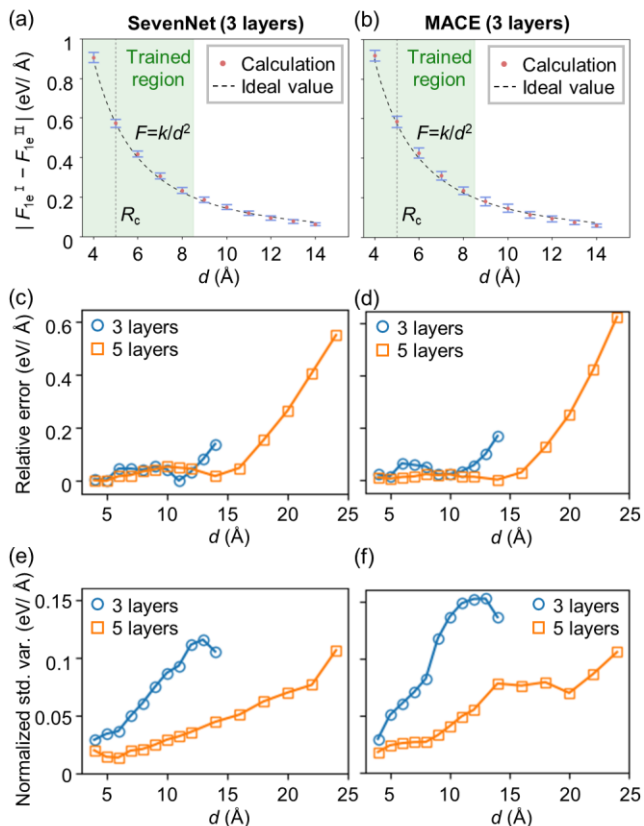 (a) SevenNet (3 layers)
(b) MACE (3 layers)
| F1e I − F1e II | (eV/ Å)
1
0.8
0.6
0.4
0.2
0
Trained
region
Calculation
Ideal value
F=k/d2
Rc
4 6 8 10 12 14
d (Å)
Trained
region
Calculation
Ideal value
F=k/d2
Rc
4 6 8 10 12 14
d (Å)
(c)
Relative error (eV/ Å)
0.6
0.4
0.2
0
3 layers
5 layers
5 10 15 20 25
d (Å)
(d)
3 layers
5 layers
5 10 15 20 25
d (Å)
(e)
Normalized std. var. (eV/ Å)
0.15
0.1
0.05
0
3 layers
5 layers
5 10 15 20 25
d (Å)
(f)
3 layers
5 layers
5 10 15 20 25
d (Å)